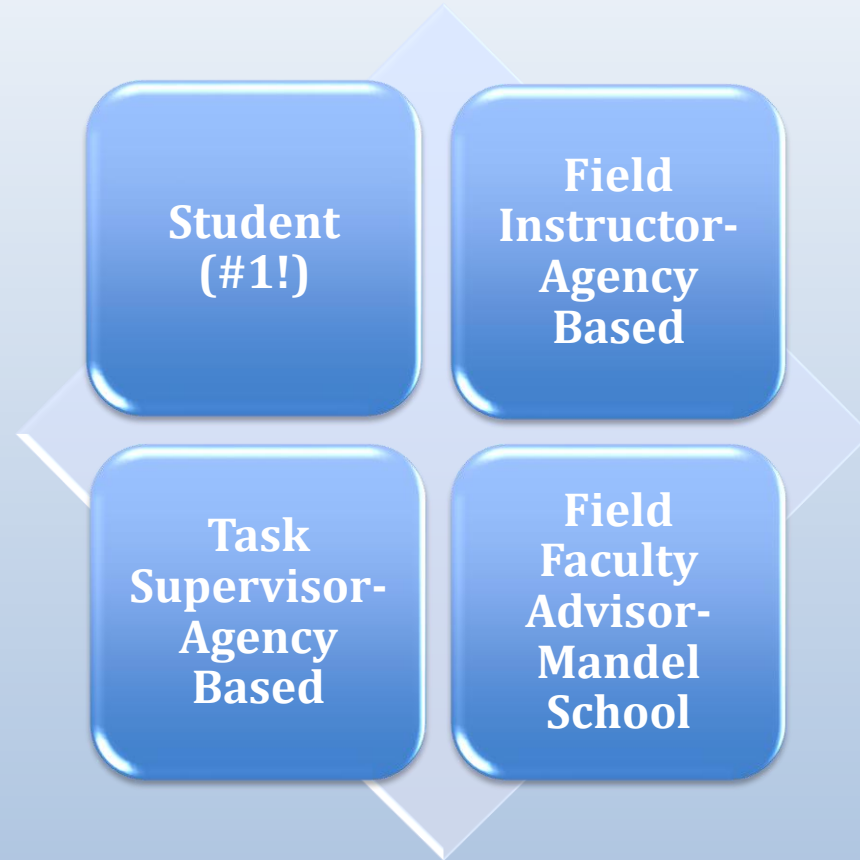 Student
(#1!)
Field
Instructor-
Agency
Based
Task
Supervisor-
Agency
Based
Field
Faculty
Advisor-
Mandel
School